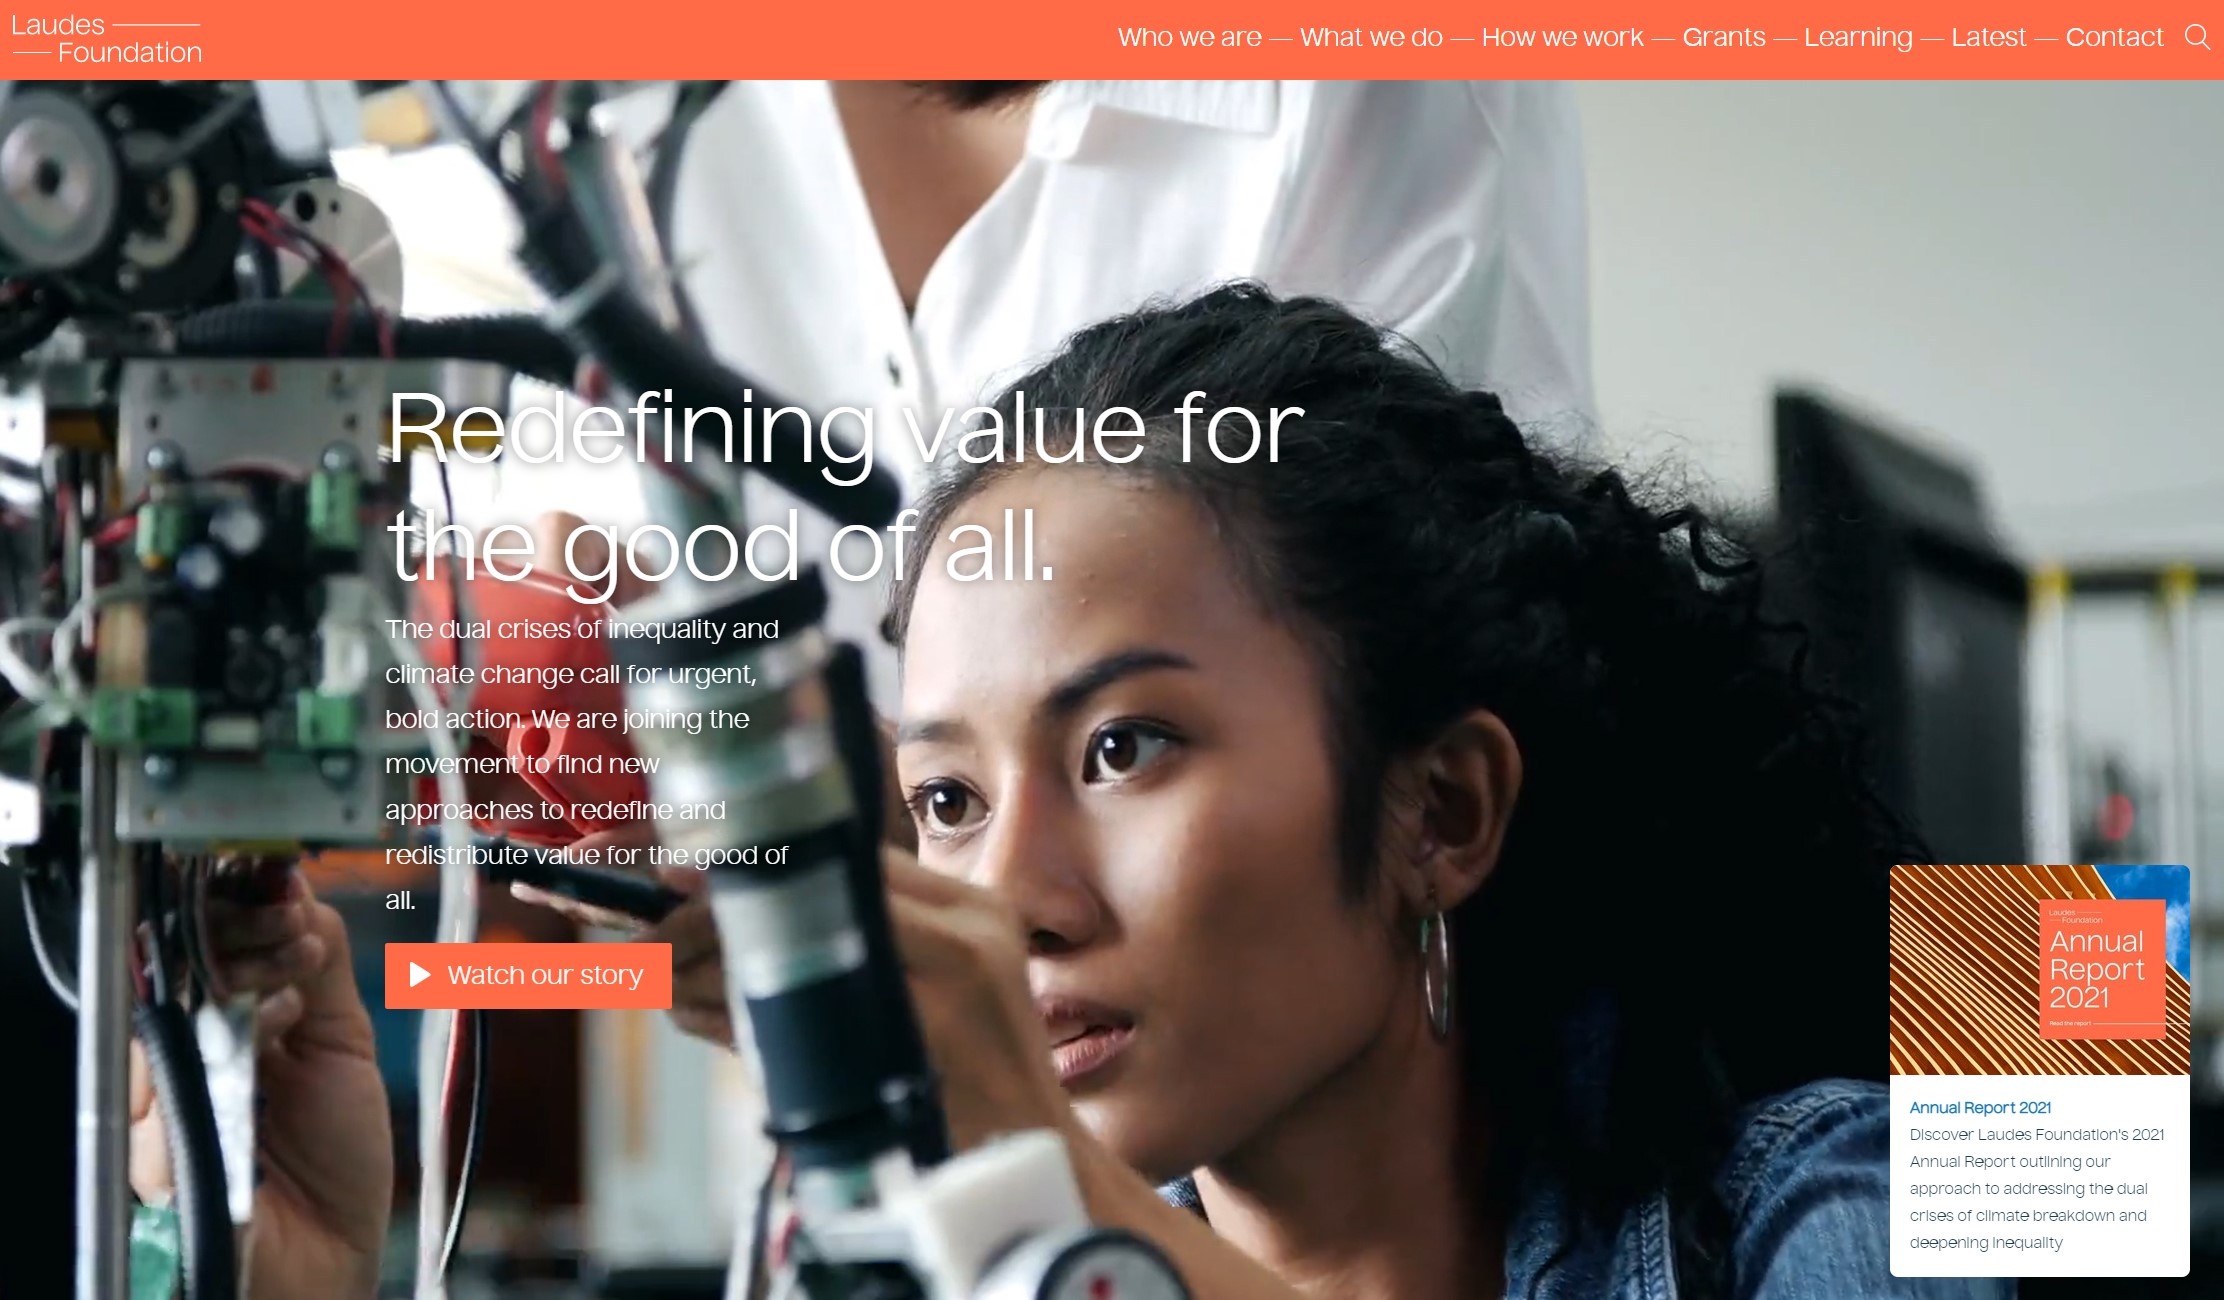 Laudes
Foundation
Who we are — What we do — How we work — Grants — Learning — Latest — Contact
Redefining value for
the good of all.
The dual crises of inequality and
climate change call for urgent,
bold action. We are joining the
movement to find new
approaches to redefine and
redistribute value for the good of
all.
Watch our story
Laudes
Foundation
Annual
Report
2021
Read the report
Annual Report 2021
Discover Laudes Foundation's 2021
Annual Report outlining our
approach to addressing the dual
crises of climate breakdown and
deepening inequality